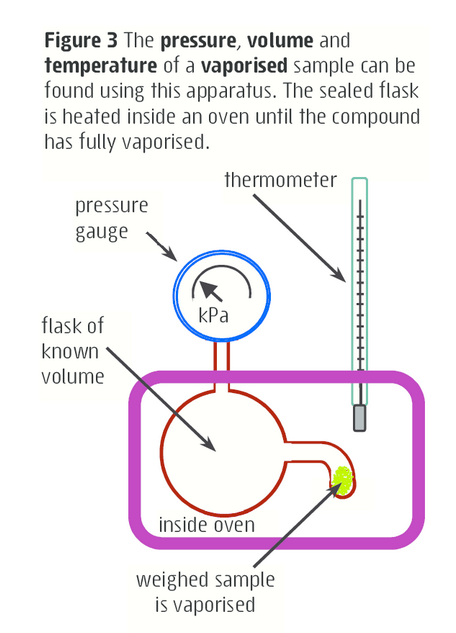 Figure 3 The pressure, volume and
temperature of a vaporised sample can be
found using this apparatus. The sealed flask
is heated inside an oven until the compound
has fully vaporised.
thermometer
pressure
gauge
kPa
flask of
known
volume
inside oven
weighed sample
is vaporised